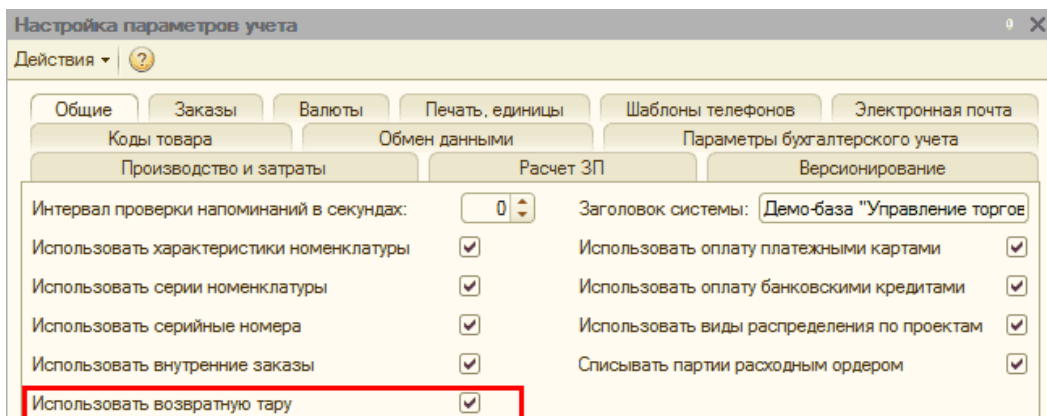 Настройка параметров учета
Действия
Общие Заказы Валюты Печать, единицы Шаблоны телефонов Электронная почта
Коды товара Обмен данными Параметры бухгалтерского учета
Производство и затраты Расчет ЗП Версионирование
Интервал проверки напоминаний в секундах: 0 Заголовок системы: Демо-база "Управление торгов
Использовать характеристики номенклатуры Использовать оплату платежными картами
Использовать серии номенклатуры Использовать оплату банковскими кредитами
Использовать серийные номера Использовать виды распределения по проектам
Использовать внутренние заказы Списывать партии расходным ордером
Использовать возвратную тару